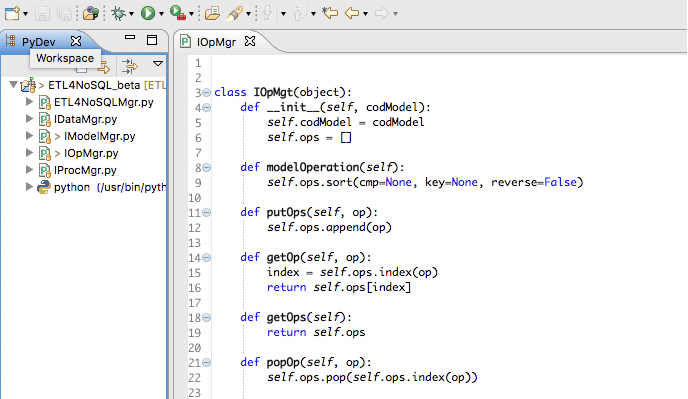 PyDev
IOpMgr
Workspace
> ETL4NoSQL_beta [ETL
ETL4NoSQLMgr.py
IDataMgr.py
> IModelMgr.py
> IOpMgr.py
IProcMgr.py
python (/usr/bin/pyth
1
2
3 class IOpMgt(object):
4 def __init__(self, codModel):
5 self.codModel = codModel
6 self.ops = []
7
8 def modelOperation(self):
9 self.ops.sort(cmp=None, key=None, reverse=False)
10
11 def putOps(self, op):
12 self.ops.append(op)
13
14 def getOp(self, op):
15 index = self.ops.index(op)
16 return self.ops[index]
17
18 def getOps(self):
19 return self.ops
20
21 def popOp(self, op):
22 self.ops.pop(self.ops.index(op))
23